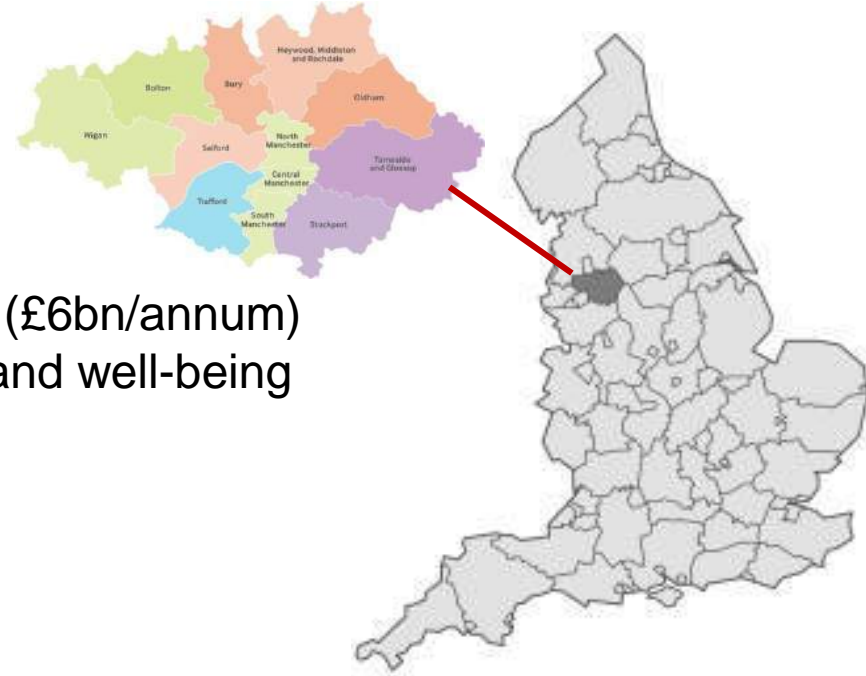 Heywood, Middleton
and Rochdale
Bury
Bolton
Oldham
Wigan
Salford
North
Manchester
Tameside
and Glossop
Central
Manchester
Trafford
South
Manchester
Stockport
(£6bn/annum)
and well-being